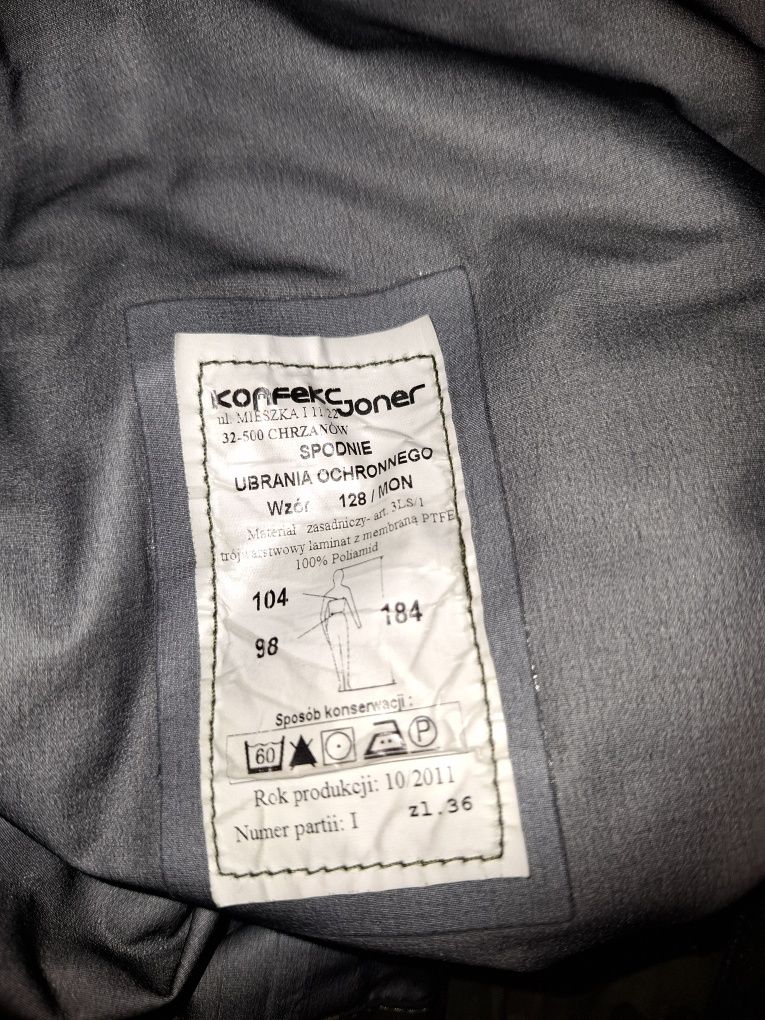 KONFEKCJONER
ul. MIESZKA I 11/22
32-500 CHRZANÓW
SPODNIE
UBRANIA OCHRONNEGO
Wzór 128 / MON
Materiał zasadniczy- art. 3LS/1
trójwarstwowy laminat z membraną PTFE
100% Poliamid
104
184
98
Sposób konserwacji :
60 P
Rok produkcji: 10/2011
Numer partii: I zl.36